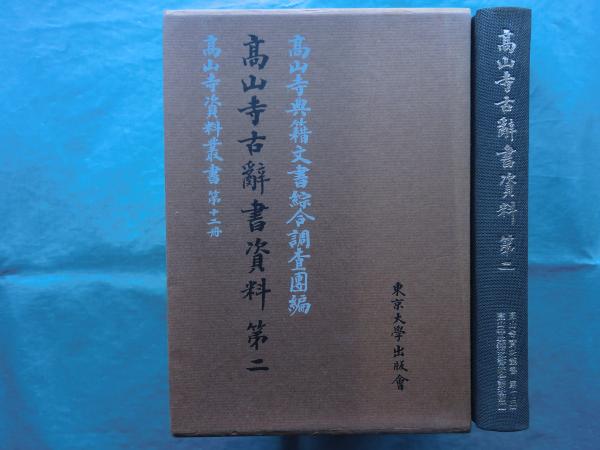 高山寺典籍文書綜合調査團編
高山寺古辭書資料 第二
高山寺資料叢書 第十二冊
東京大學出版會
高山寺古辭書資料 第二